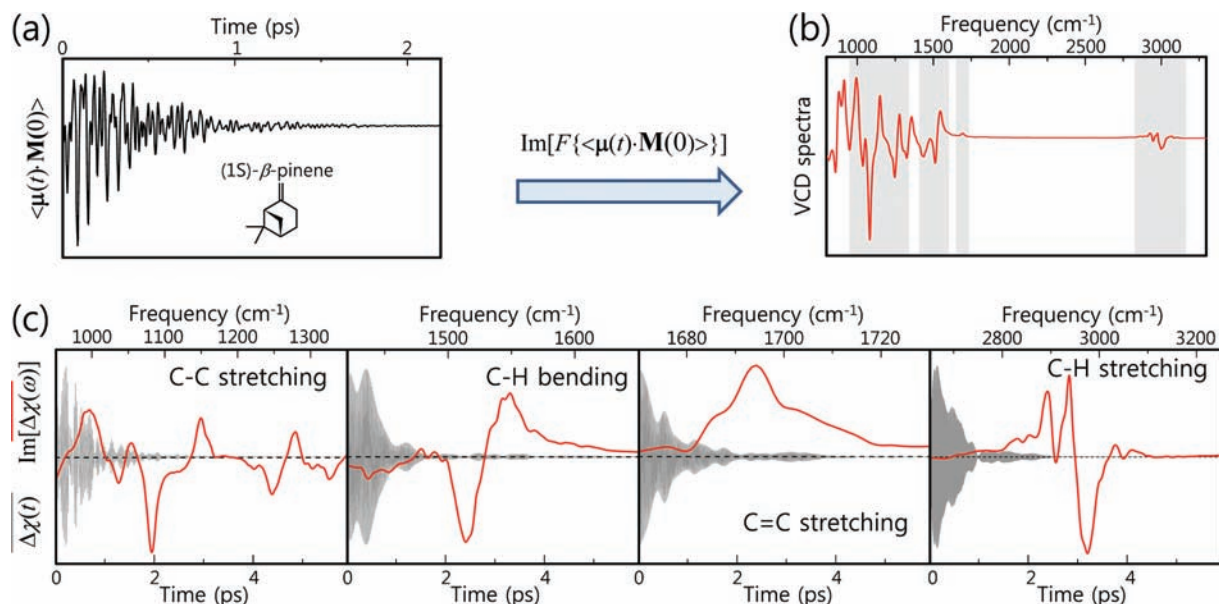 (a)
Time (ps)
0 1 2
<μ(t)·M(0)>
(1S)-β-pinene
Im[F{<μ(t)·M(0)>}]
(b)
Frequency (cm⁻¹)
1000 1500 2000 2500 3000
VCD spectra
(c)
Frequency (cm⁻¹) Frequency (cm⁻¹) Frequency (cm⁻¹) Frequency (cm⁻¹)
1000 1100 1200 1300 1500 1600 1680 1700 1720 2800 3000 3200
C-C stretching C-H bending C-H stretching
C=C stretching
Im[Δχ(ω)]
Δχ(t)
0 2 4 0 2 4 0 2 4 0 2 4
Time (ps) Time (ps) Time (ps) Time (ps)